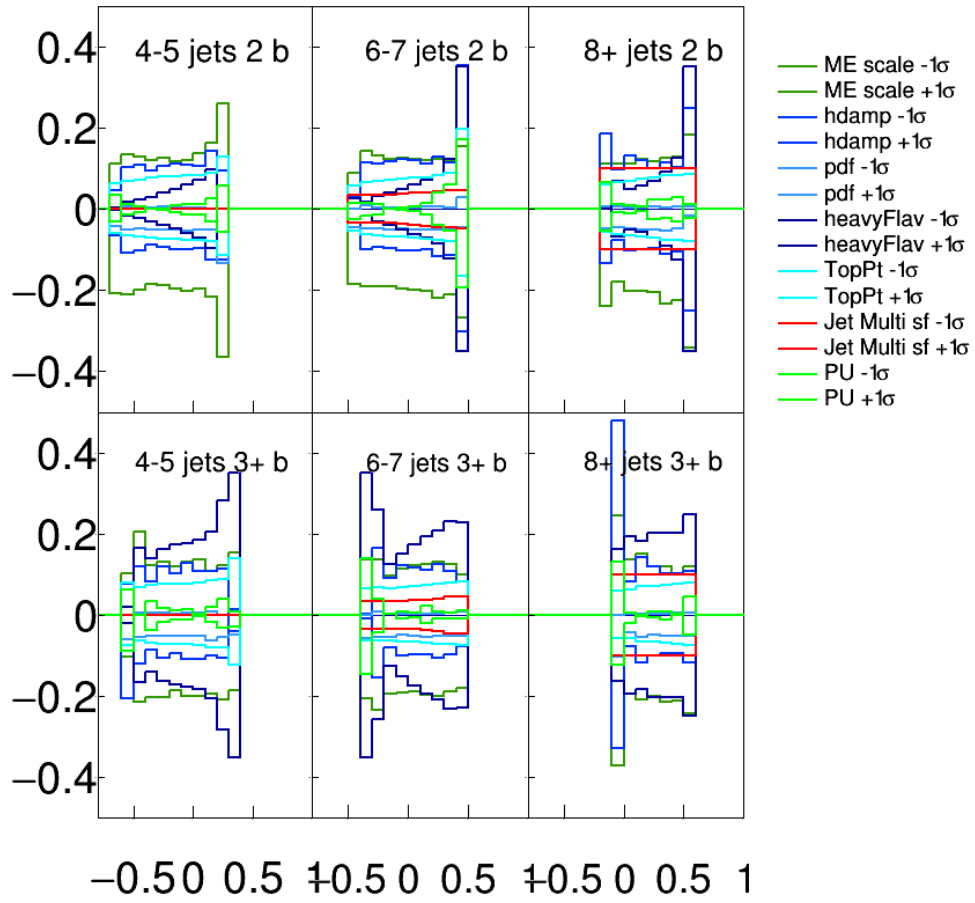 4-5 jets 2 b
6-7 jets 2 b
8+ jets 2 b
0.4
0.2
0
−0.2
−0.4
4-5 jets 3+ b
6-7 jets 3+ b
8+ jets 3+ b
0.4
0.2
0
−0.2
−0.4
−0.5 0 0.5 1
−0.5 0 0.5 1
−0.5 0 0.5 1
ME scale -1σ
ME scale +1σ
hdamp -1σ
hdamp +1σ
pdf -1σ
pdf +1σ
heavyFlav -1σ
heavyFlav +1σ
TopPt -1σ
TopPt +1σ
Jet Multi sf -1σ
Jet Multi sf +1σ
PU -1σ
PU +1σ